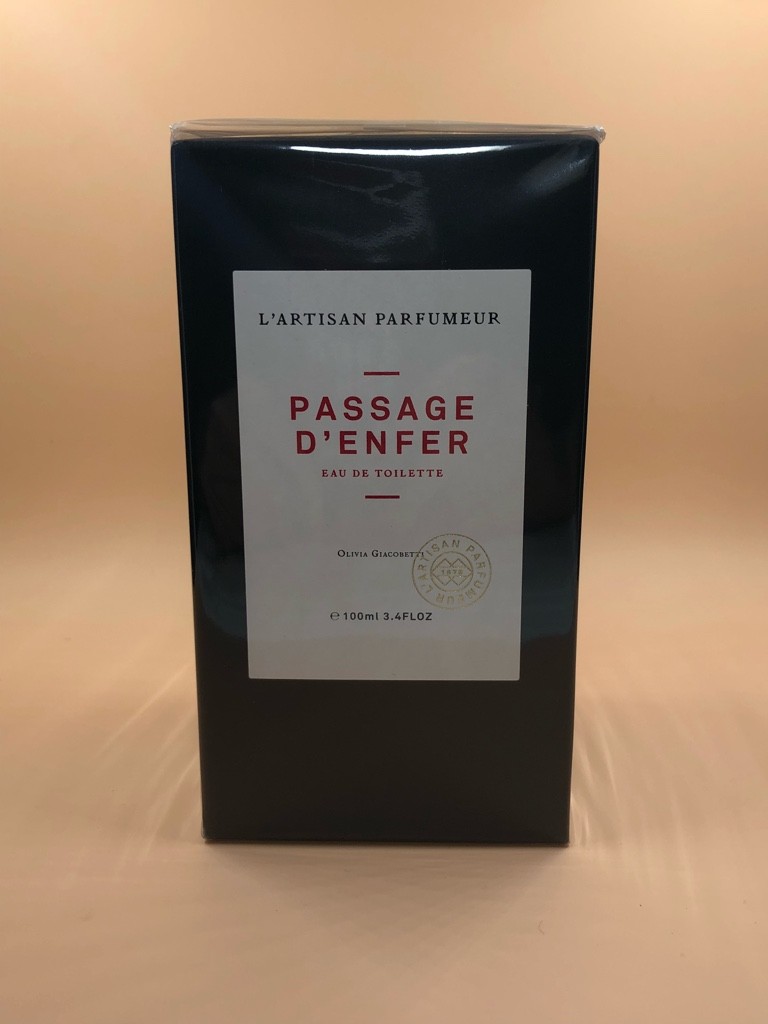 L'ARTISAN PARFUMEUR
PASSAGE
D'ENFER
EAU DE TOILETTE
OLIVIA GIACOBETTI
L'ARTISAN PARFUMEUR
℮ 100ml 3.4FLOZ